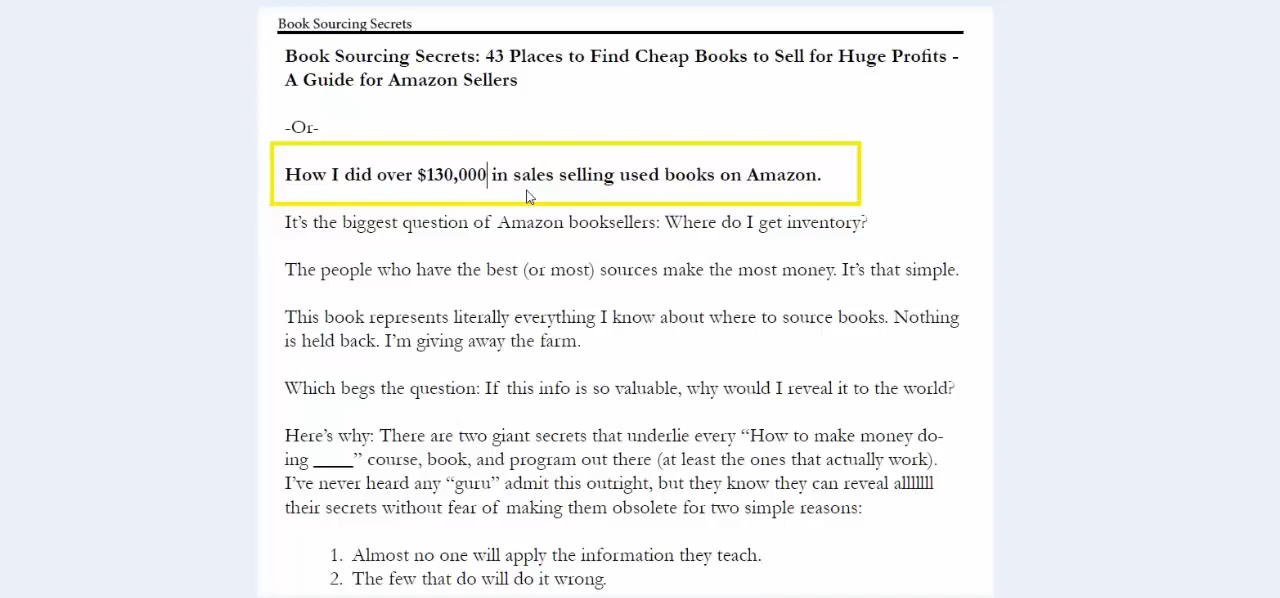 Book Sourcing Secrets
Book Sourcing Secrets: 43 Places to Find Cheap Books to Sell for Huge Profits -
A Guide for Amazon Sellers
-Or-
How I did over $130,000 in sales selling used books on Amazon.
It’s the biggest question of Amazon booksellers: Where do I get inventory?
The people who have the best (or most) sources make the most money. It’s that simple.
This book represents literally everything I know about where to source books. Nothing
is held back. I’m giving away the farm.
Which begs the question: If this info is so valuable, why would I reveal it to the world?
Here’s why: There are two giant secrets that underlie every “How to make money do-
ing ____” course, book, and program out there (at least the ones that actually work).
I’ve never heard any “guru” admit this outright, but they know they can reveal alllllll
their secrets without fear of making them obsolete for two simple reasons:
1. Almost no one will apply the information they teach.
2. The few that do will do it wrong.